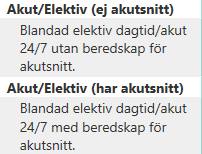 Akut/Elektiv (ej akutsnitt)
Blandad elektiv dagtid/akut
24/7 utan beredskap för
akutsnitt.
Akut/Elektiv (har akutsnitt)
Blandad elektiv dagtid/akut
24/7 med beredskap för
akutsnitt.